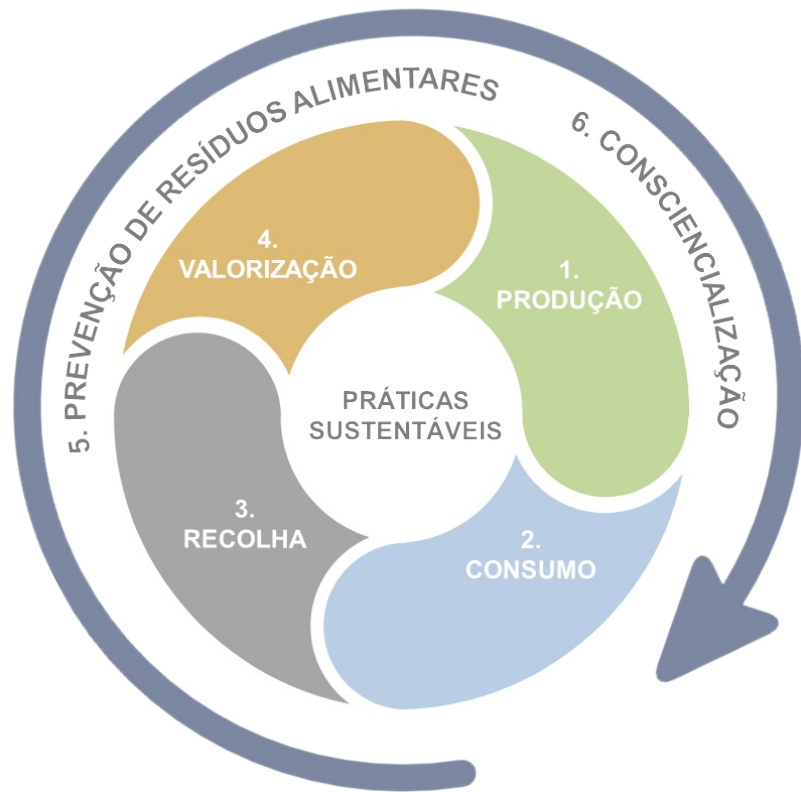 5. PREVENÇÃO DE RESÍDUOS ALIMENTARES
6. CONSCIENCIALIZAÇÃO
4.
VALORIZAÇÃO
1.
PRODUÇÃO
PRÁTICAS
SUSTENTÁVEIS
3.
RECOLHA
2.
CONSUMO